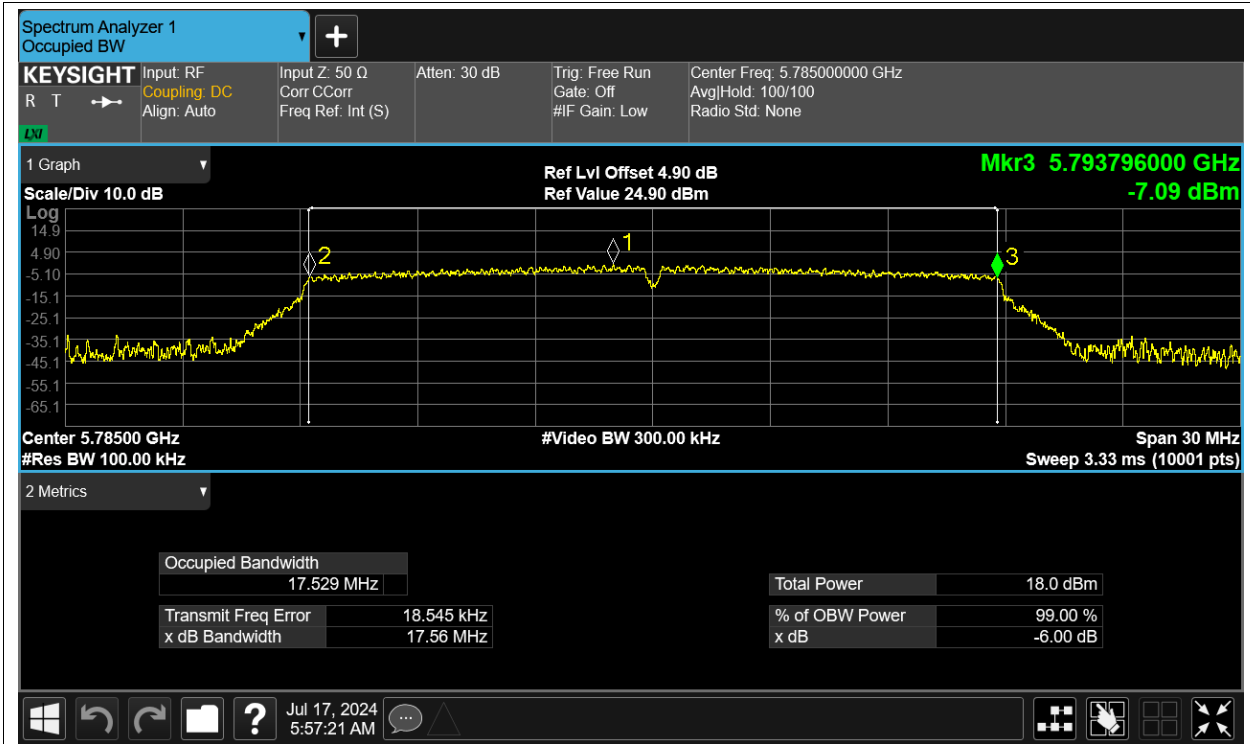 Spectrum Analyzer 1
Occupied BW
KEYSIGHT
R T
LXI
Input: RF
Coupling: DC
Align: Auto
Input Z: 50 Ω
Corr CCorr
Freq Ref: Int (S)
Atten: 30 dB
Trig: Free Run
Gate: Off
#IF Gain: Low
Center Freq: 5.785000000 GHz
Avg|Hold: 100/100
Radio Std: None
1 Graph
Scale/Div 10.0 dB
Ref Lvl Offset 4.90 dB
Ref Value 24.90 dBm
Mkr3 5.793796000 GHz
-7.09 dBm
Log
14.9
4.90
-5.10
-15.1
-25.1
-35.1
-45.1
-55.1
-65.1
2
1
3
Center 5.78500 GHz
#Res BW 100.00 kHz
#Video BW 300.00 kHz
Span 30 MHz
Sweep 3.33 ms (10001 pts)
2 Metrics
Occupied Bandwidth
17.529 MHz
Transmit Freq Error 18.545 kHz
x dB Bandwidth 17.56 MHz
Total Power 18.0 dBm
% of OBW Power 99.00 %
x dB -6.00 dB
?
Jul 17, 2024
5:57:21 AM